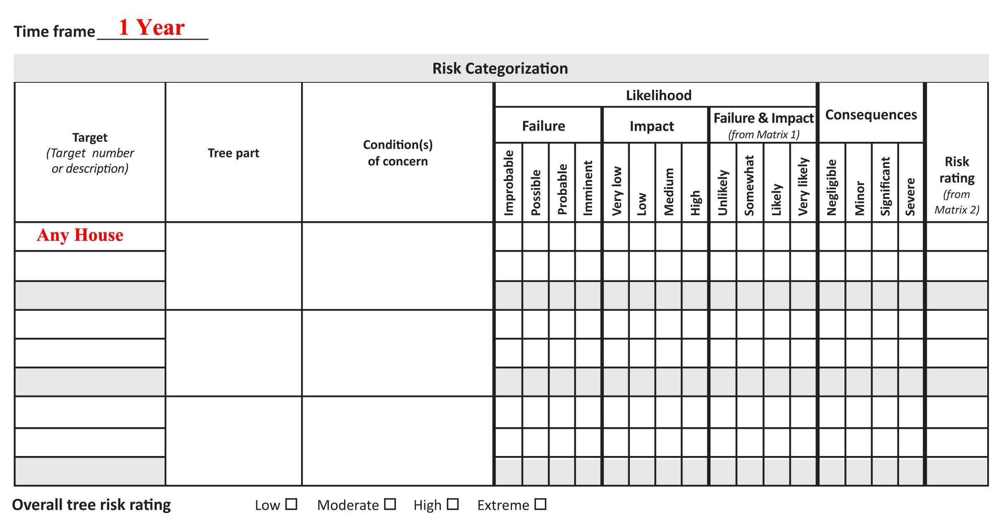 Time frame 1 Year
Risk Categorization
Likelihood
Failure
Impact
Failure & Impact
(from Matrix 1)
Consequences
Target
(Target number
or description)
Tree part
Condition(s)
of concern
Improbable
Possible
Probable
Imminent
Very low
Low
Medium
High
Unlikely
Somewhat
Likely
Very likely
Negligible
Minor
Significant
Severe
Risk
rating
(from
Matrix 2)
Any House
Overall tree risk rating Low Moderate High Extreme